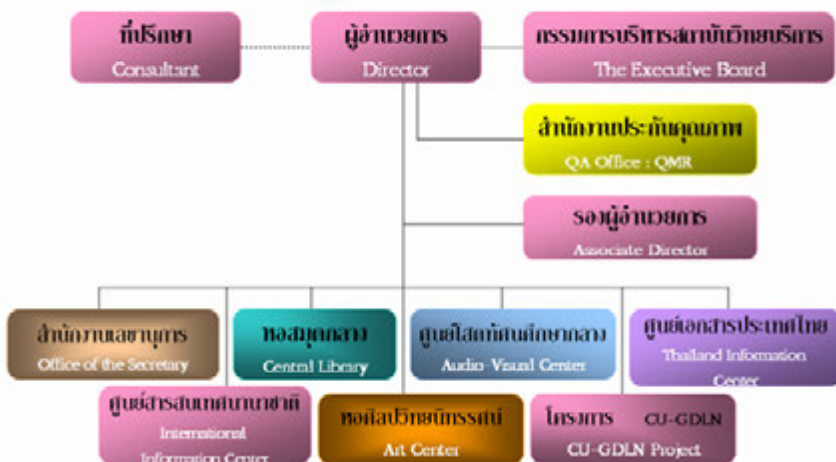 ที่ปรึกษา
Consultant
ผู้อำนวยการ
Director
กรรมการบริหารสถาบันวิทยบริการ
The Executive Board
สำนักงานประกันคุณภาพ
QA Office : QMR
รองผู้อำนวยการ
Associate Director
สำนักงานเลขานุการ
Office of the Secretary
หอสมุดกลาง
Central Library
ศูนย์โสตทัศนศึกษากลาง
Audio-Visual Center
ศูนย์เอกสารประเทศไทย
Thailand Information
Center
ศูนย์สารสนเทศนานาชาติ
International
Information Center
หอศิลปวิทยนิทรรศน์
Art Center
โครงการ CU-GDLN
CU-GDLN Project